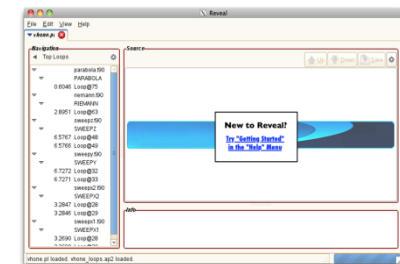 Reveal
File Edit View Help
vhone.pl
Navigation
Source
Top Loops
Up Down Save
parabola.f90
PARABOLA
0.6046 Loop@75
riemann.f90
RIEMANN
2.8951 Loop@63
sweepz.f90
SWEEPZ
6.5767 Loop@48
6.5766 Loop@49
sweepy.f90
SWEEPY
6.7272 Loop@32
6.7271 Loop@33
sweepx2.f90
SWEEPX2
3.2847 Loop@28
3.2846 Loop@29
sweepx1.f90
SWEEPX1
3.2690 Loop@28
New to Reveal?
Try "Getting Started"
in the "Help" Menu
Info
vhone.pl loaded. vhone_loops.ap2 loaded.